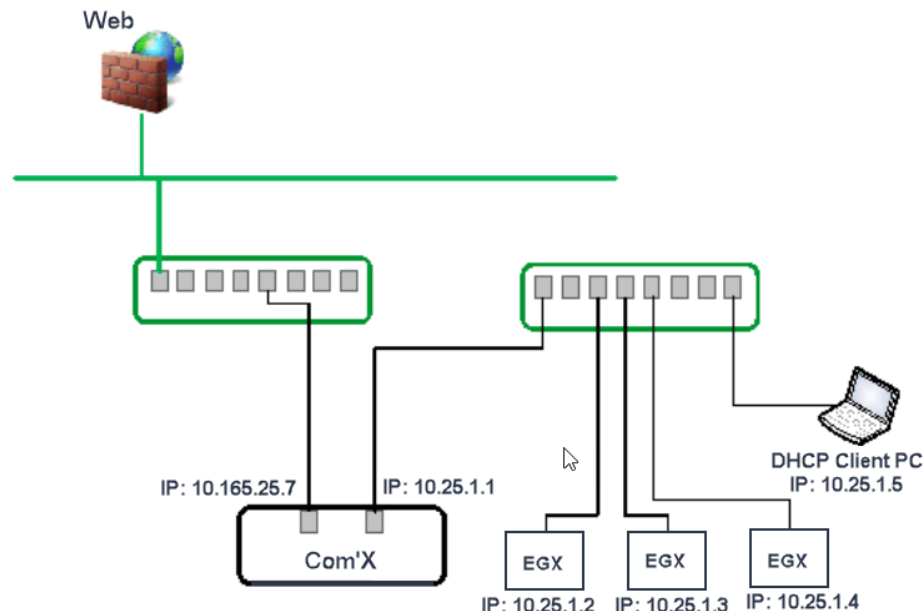 Web
IP: 10.165.25.7
IP: 10.25.1.1
DHCP Client PC
IP: 10.25.1.5
Com'X
EGX
EGX
EGX
IP: 10.25.1.2
IP: 10.25.1.3
IP: 10.25.1.4